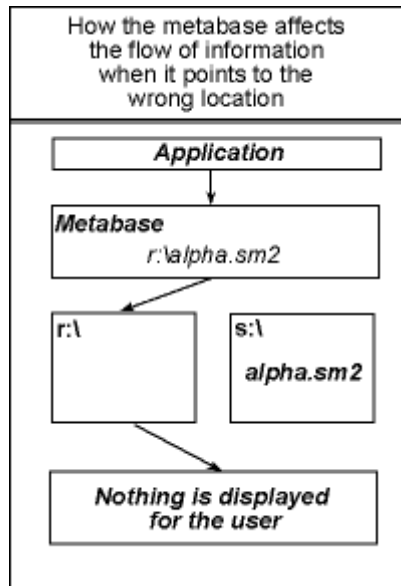 How the metabase affects
the flow of information
when it points to the
wrong location
Application
Metabase
r:\alpha.sm2
r:\
s:\
alpha.sm2
Nothing is displayed
for the user